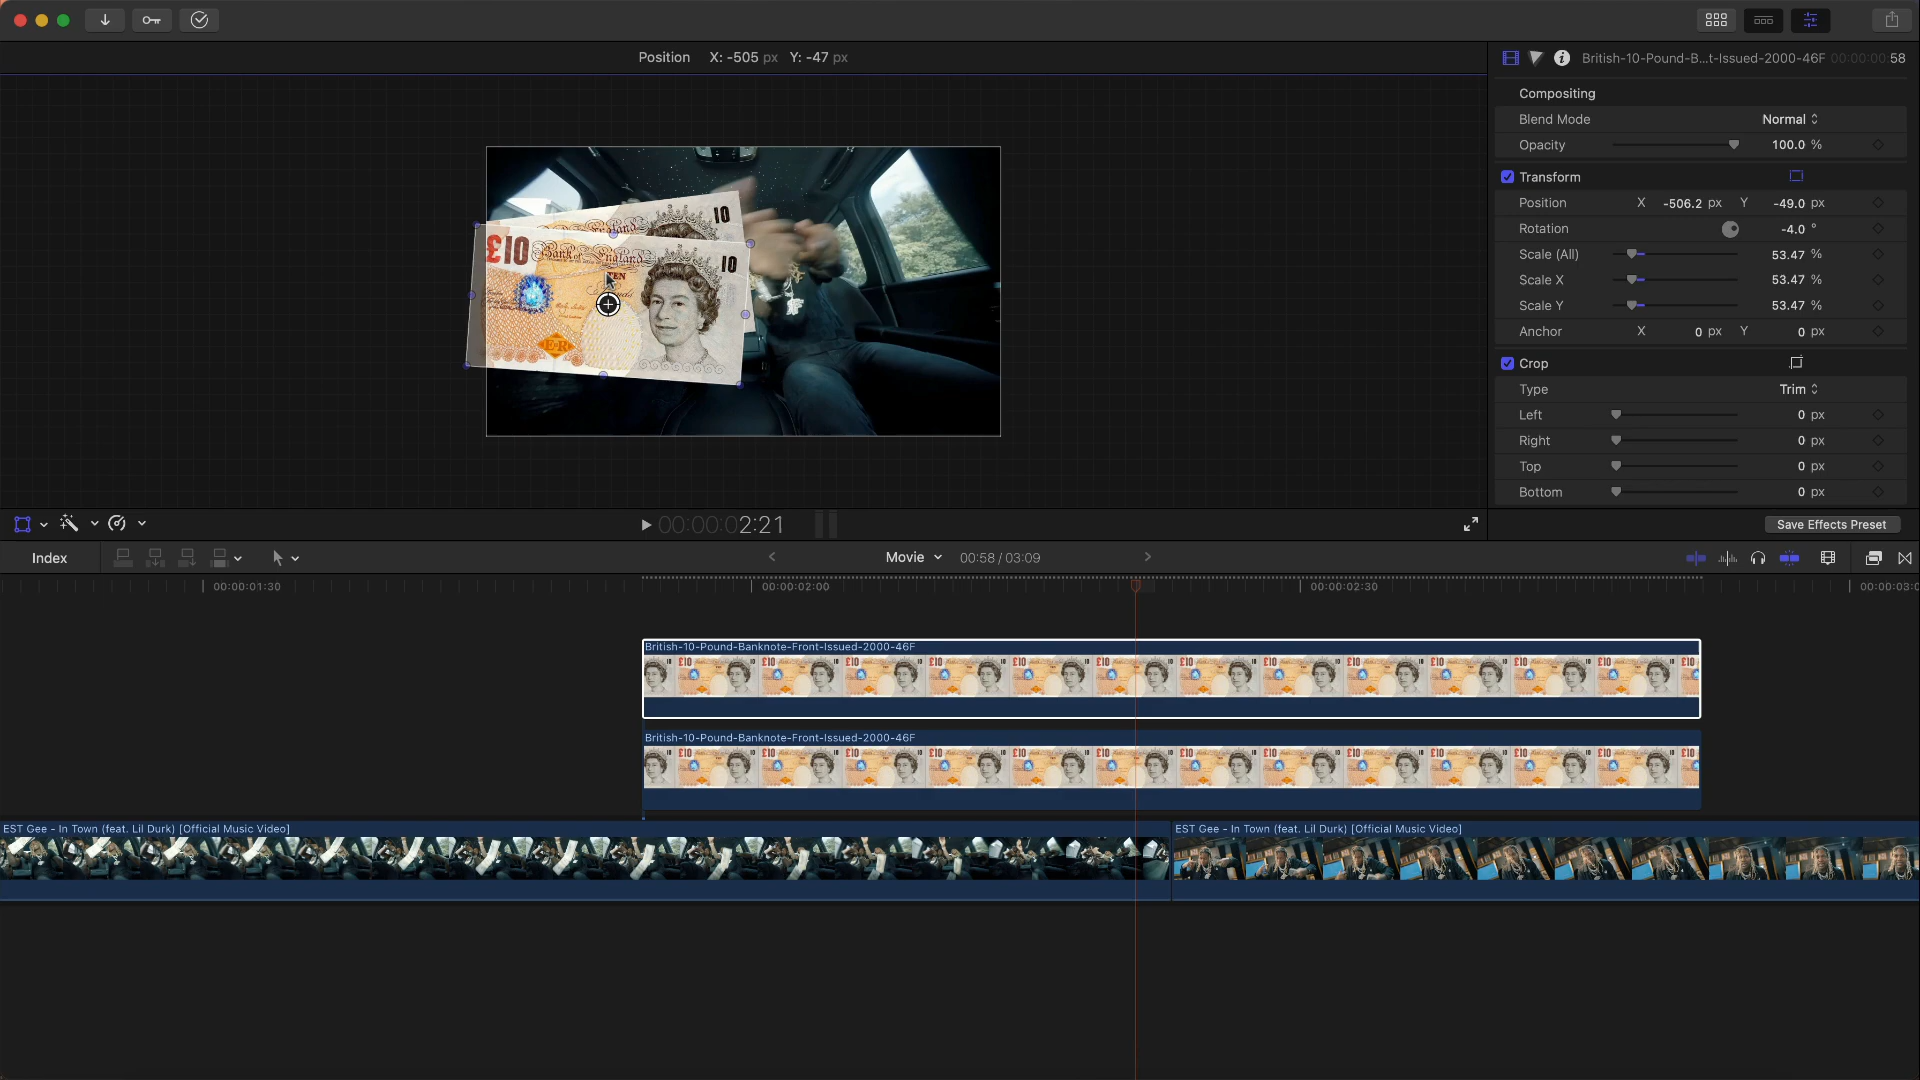 Position X: -505 px Y: -47 px
British-10-Pound-B...t-Issued-2000-46F 00:00:00:58
Compositing
Blend Mode Normal
Opacity 100.0 %
Transform
Position X -506.2 px Y -49.0 px
Rotation -4.0 °
Scale (All) 53.47 %
Scale X 53.47 %
Scale Y 53.47 %
Anchor X 0 px Y 0 px
Crop
Type Trim
Left 0 px
Right 0 px
Top 0 px
Bottom 0 px
10
£10 Bank of England 10
TEN
E R
00:00:02:21
Save Effects Preset
Index
Movie 00:58 / 03:09
00:00:01:30
00:00:02:00
00:00:02:30
British-10-Pound-Banknote-Front-Issued-2000-46F
British-10-Pound-Banknote-Front-Issued-2000-46F
EST Gee - In Town (feat. Lil Durk) [Official Music Video]
EST Gee - In Town (feat. Lil Durk) [Official Music Video]